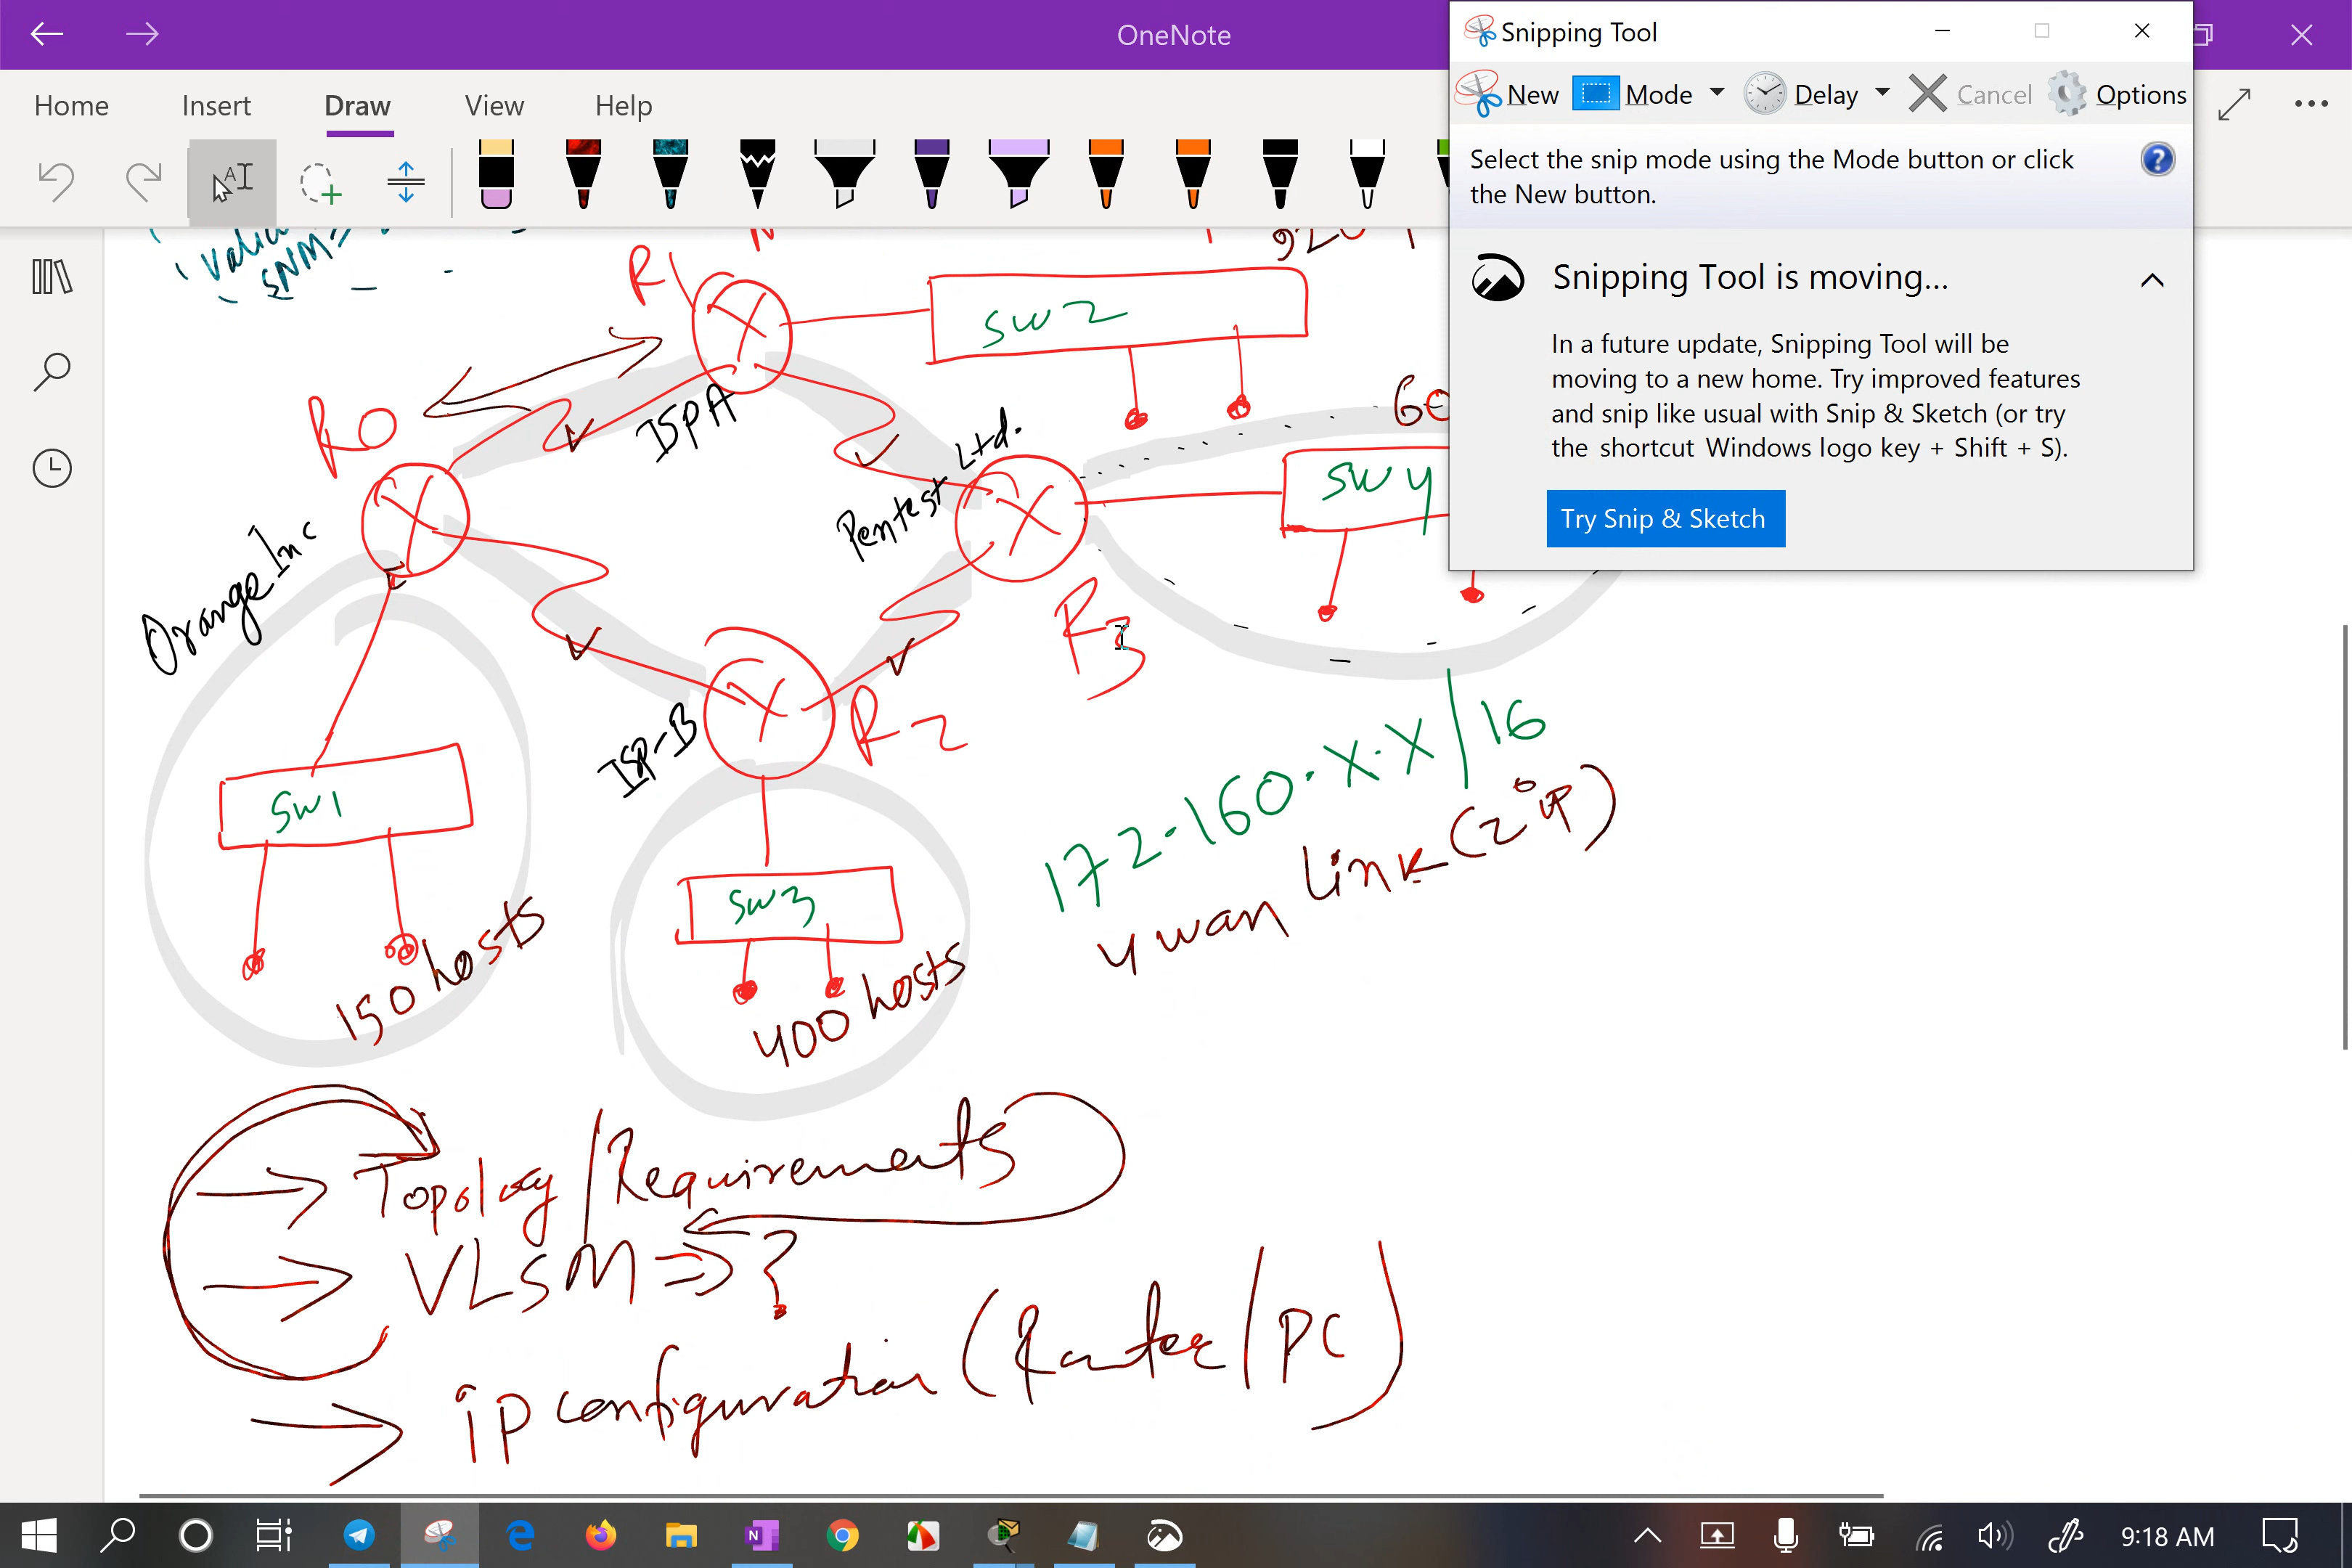 OneNote
Home Insert Draw View Help
Snipping Tool
New Mode Delay Cancel Options
Select the snip mode using the Mode button or click
the New button.
Snipping Tool is moving...
In a future update, Snipping Tool will be
moving to a new home. Try improved features
and snip like usual with Snip & Sketch (or try
the shortcut Windows logo key + Shift + S).
Try Snip & Sketch
SNM
R1
SW2
R0
ISPA
60
Pentest Ltd.
SW4
Orange Inc
R3
ISP-B
R2
172.160.X.X/16
4 wan link (2 ip)
SW1
SW3
150 hosts
400 hosts
→ Topology/Requirements
→ VLSM ⇒ ?
→ ip configuration (Router/PC)
9:18 AM